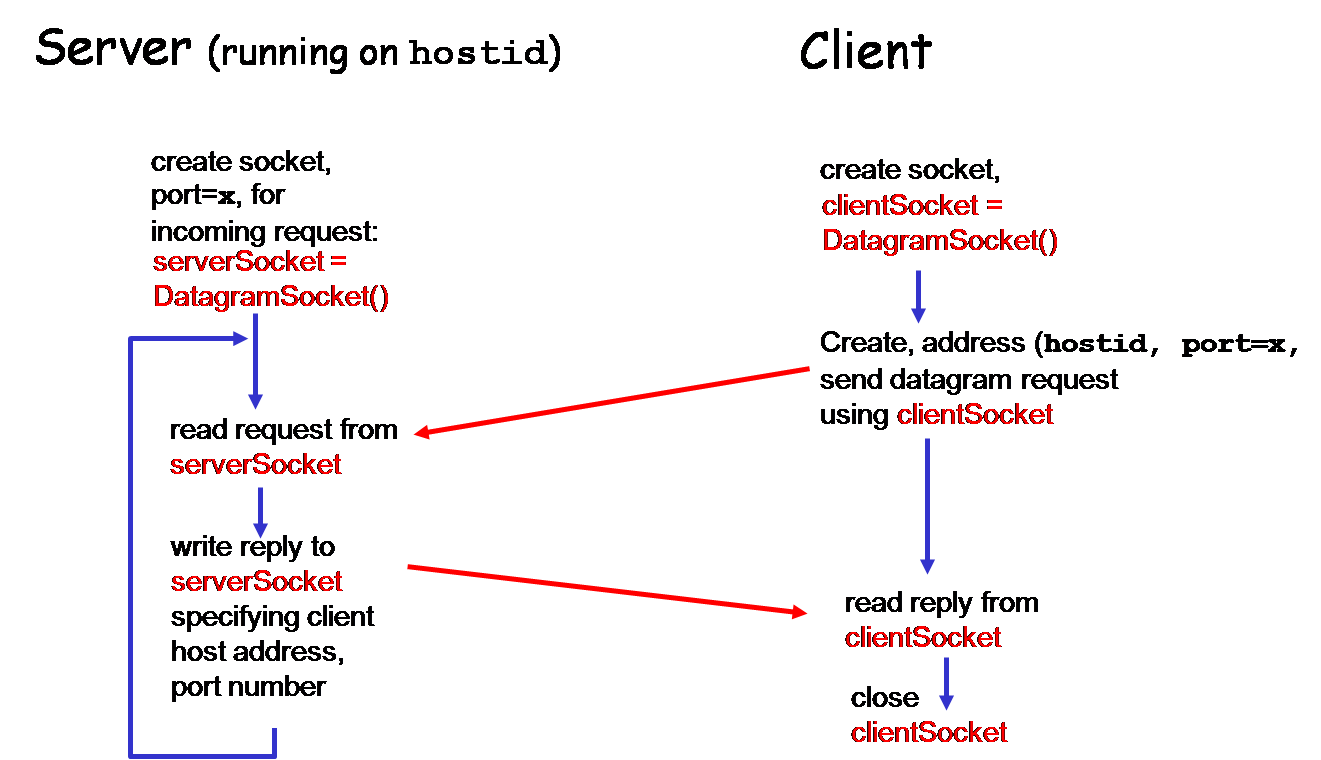 Server (running on hostid)
create socket,
port=x, for
incoming request:
serverSocket =
DatagramSocket()
read request from
serverSocket
write reply to
serverSocket
specifying client
host address,
port number
Client
create socket,
clientSocket =
DatagramSocket()
Create, address (hostid, port=x,
send datagram request
using clientSocket
read reply from
clientSocket
close
clientSocket